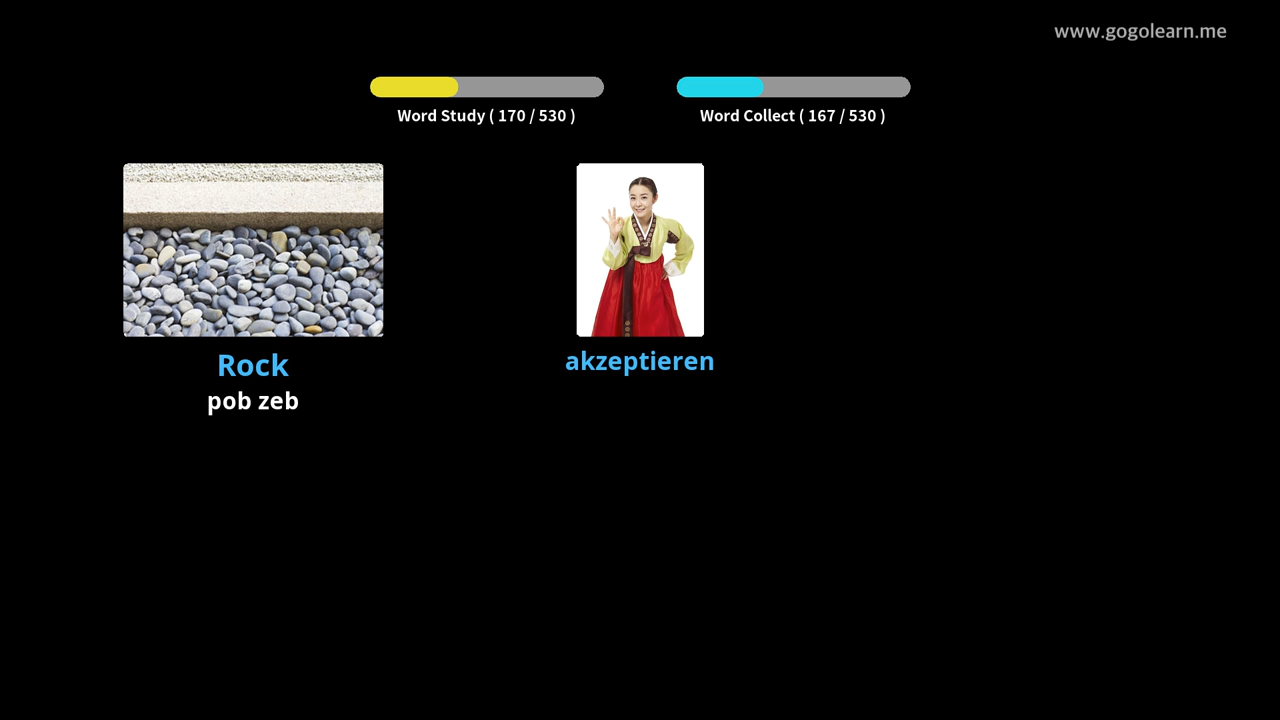 www.gogolearn.me
Word Study ( 170 / 530 )
Word Collect ( 167 / 530 )
Rock
pob zeb
akzeptieren